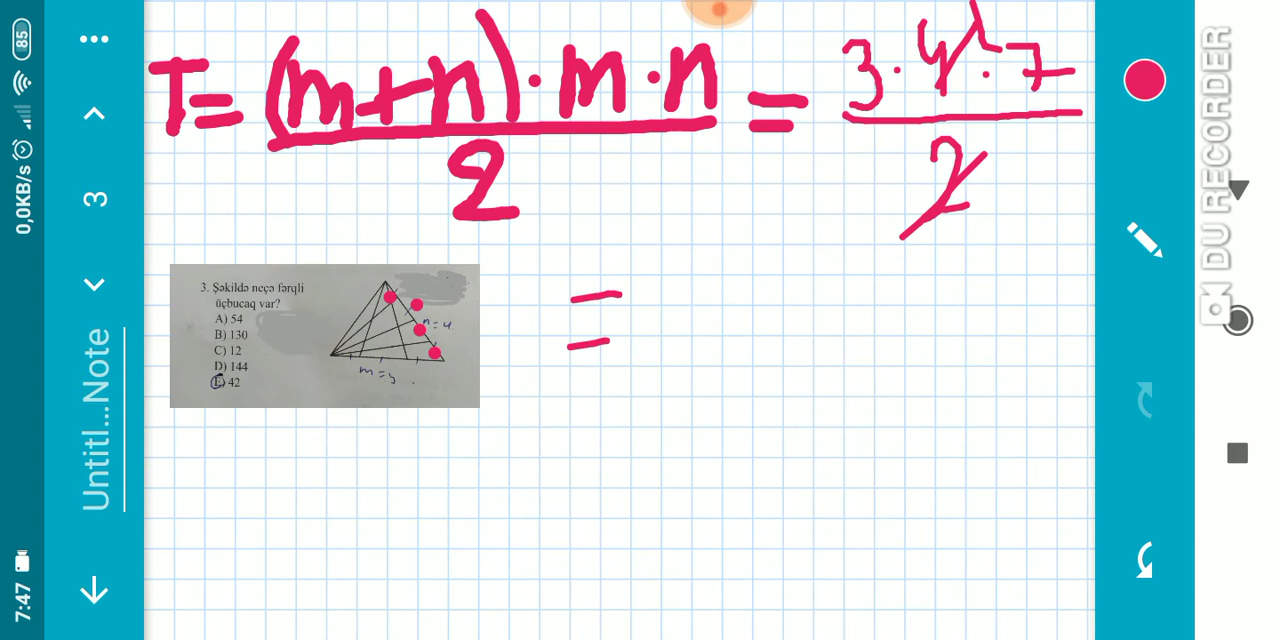 T= (m+n)·m·n = 3·4·7
2 2
=
3. Şəkildə neçə fərqli
üçbucaq var?
A) 54
B) 130
C) 12
D) 144
E) 42
n=4
m=3
7:47
0,0KB/s
85
Untitl...Note
3
DU RECORDER